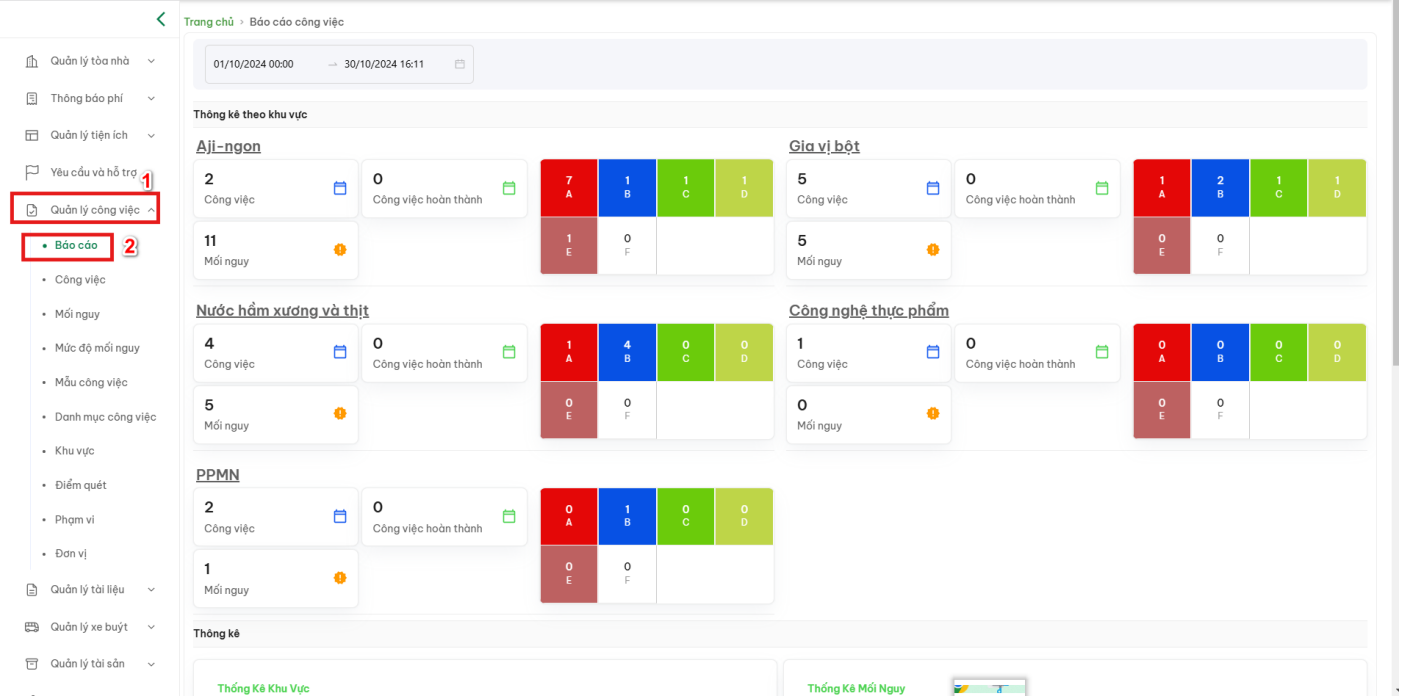 Trang chủ > Báo cáo công việc
Quản lý tòa nhà
Thông báo phí
Quản lý tiện ích
Yêu cầu và hỗ trợ
1
Quản lý công việc
Báo cáo
2
Công việc
Mối nguy
Mức độ mối nguy
Mẫu công việc
Danh mục công việc
Khu vực
Điểm quét
Phạm vi
Đơn vị
Quản lý tài liệu
Quản lý xe buýt
Quản lý tài sản
01/10/2024 00:00 → 30/10/2024 16:11
Thông kê theo khu vực
Aji-ngon
2
Công việc
0
Công việc hoàn thành
11
Mối nguy
7
A
1
B
1
C
1
D
1
E
0
F
Gia vị bột
5
Công việc
0
Công việc hoàn thành
5
Mối nguy
1
A
2
B
1
C
1
D
0
E
0
F
Nước hầm xương và thịt
4
Công việc
0
Công việc hoàn thành
5
Mối nguy
1
A
4
B
0
C
0
D
0
E
0
F
Công nghệ thực phẩm
1
Công việc
0
Công việc hoàn thành
0
Mối nguy
0
A
0
B
0
C
0
D
0
E
0
F
PPMN
2
Công việc
0
Công việc hoàn thành
1
Mối nguy
0
A
1
B
0
C
0
D
0
E
0
F
Thông kê
Thống Kê Khu Vực
Thống Kê Mối Nguy